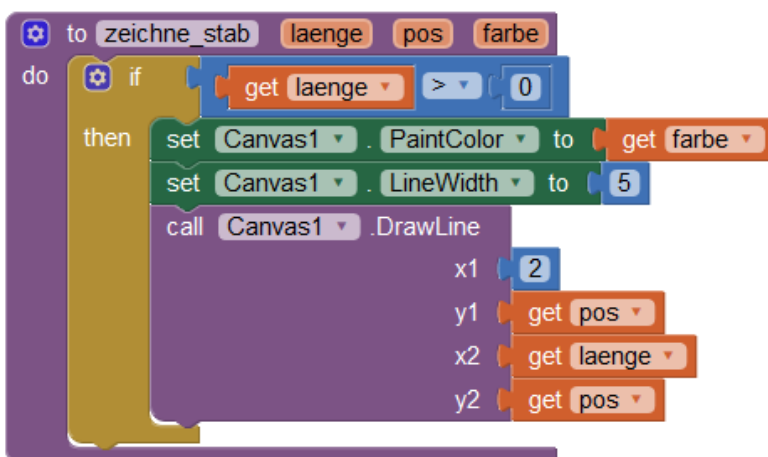 to zeichne_stab laenge pos farbe
do if get laenge > 0
then set Canvas1 . PaintColor to get farbe
set Canvas1 . LineWidth to 5
call Canvas1 .DrawLine
x1 2
y1 get pos
x2 get laenge
y2 get pos